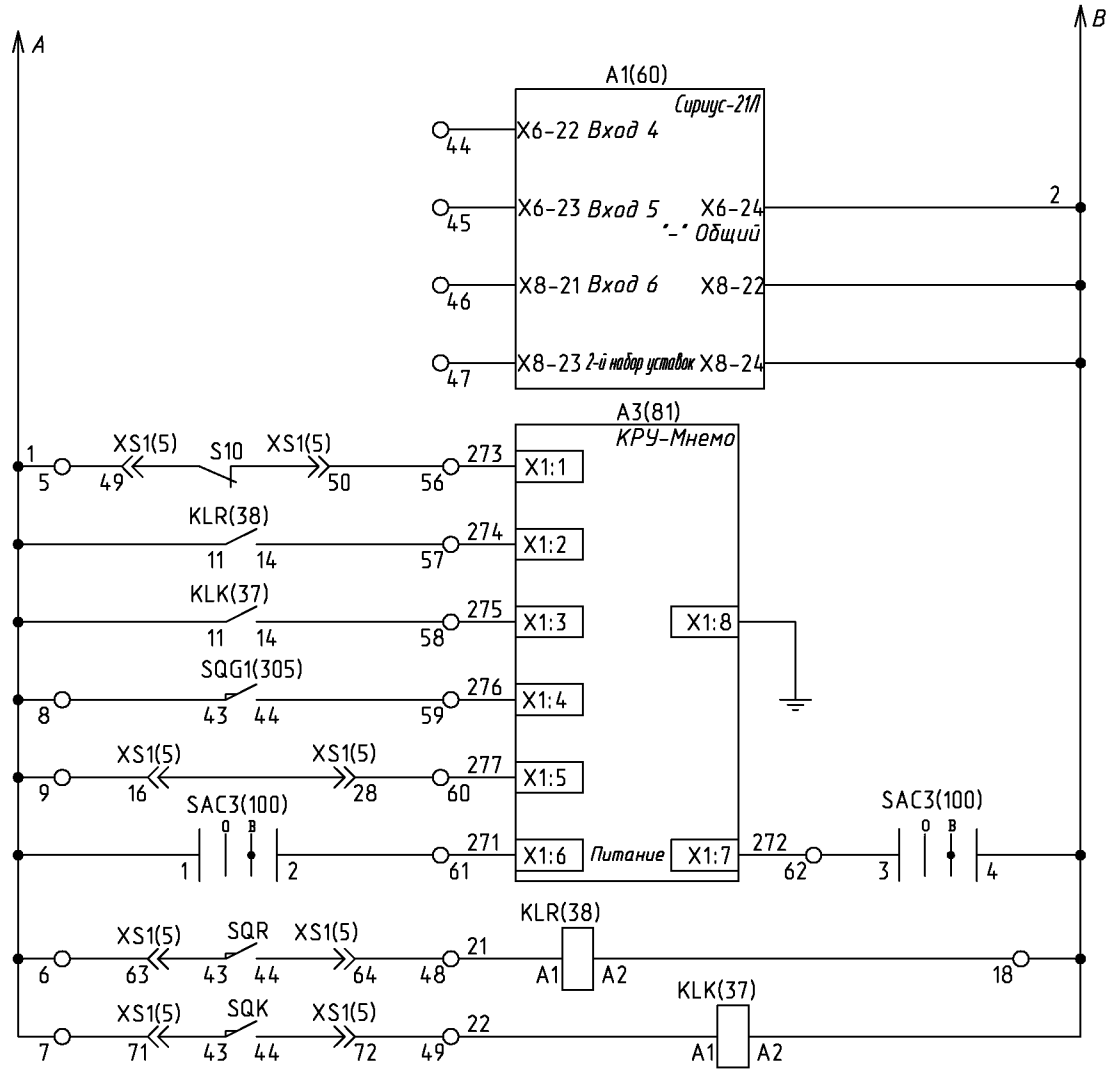 A
B
A1(60)
Сириус-21Л
X6-22 Вход 4
44
X6-23 Вход 5 X6-24 2
45 "-" Общий
X8-21 Вход 6 X8-22
46
X8-23 2-й набор уставок X8-24
47
A3(81)
КРУ-Мнемо
1 XS1(5) S10 XS1(5) 273
X1:1
5 49 50 56
KLR(38) 274
X1:2
11 14 57
KLK(37) 275
X1:3 X1:8
11 14 58
SQG1(305) 276
X1:4
8 43 44 59
XS1(5) XS1(5) 277
X1:5
9 16 28 60
SAC3(100) SAC3(100)
0 В 0 В
271 272
X1:6 Питание X1:7
1 2 61 62 3 4
KLR(38)
XS1(5) SQR XS1(5) 21
6 63 43 44 64 48 A1 A2 18
KLK(37)
XS1(5) SQK XS1(5) 22
7 71 43 44 72 49 A1 A2